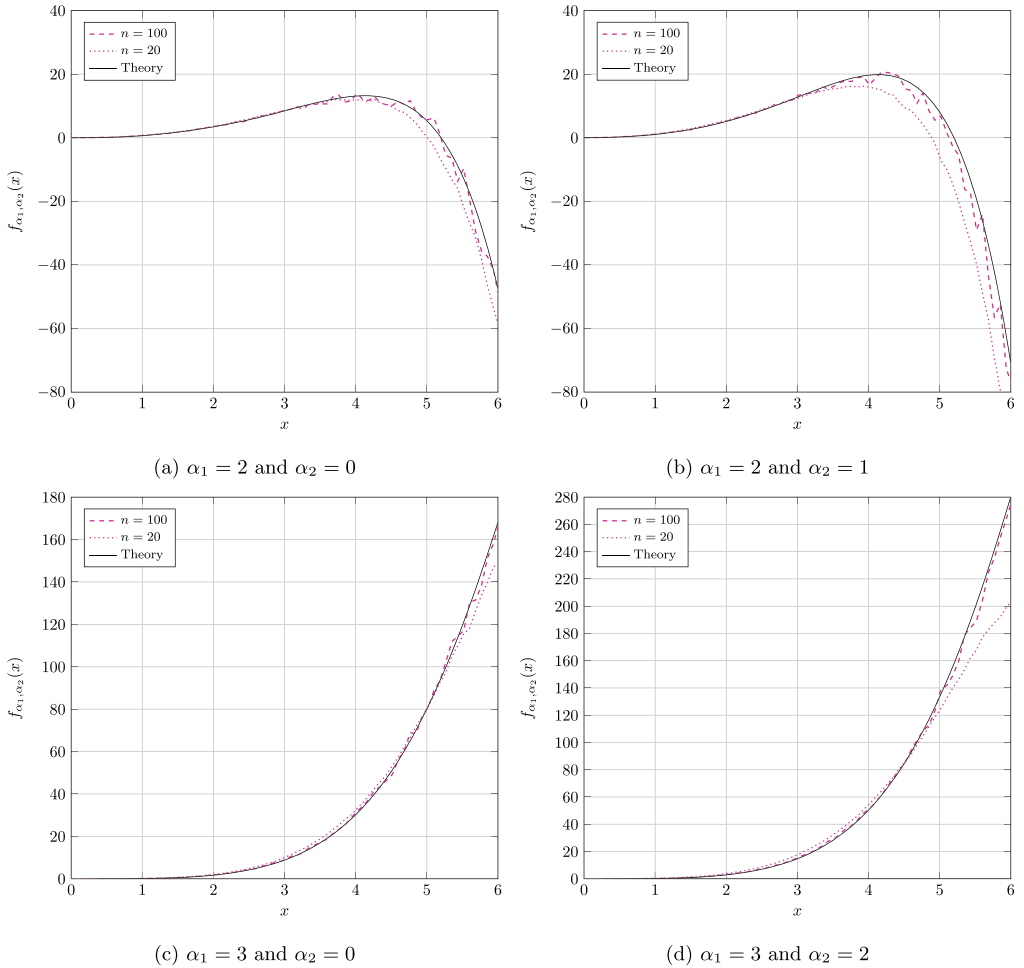 40
20
0
−20
−40
−60
−80
0 1 2 3 4 5 6
x
f_{α₁,α₂}(x)
n = 100
n = 20
Theory
(a) α₁ = 2 and α₂ = 0
40
20
0
−20
−40
−60
−80
0 1 2 3 4 5 6
x
f_{α₁,α₂}(x)
n = 100
n = 20
Theory
(b) α₁ = 2 and α₂ = 1
180
160
140
120
100
80
60
40
20
0
0 1 2 3 4 5 6
x
f_{α₁,α₂}(x)
n = 100
n = 20
Theory
(c) α₁ = 3 and α₂ = 0
280
260
240
220
200
180
160
140
120
100
80
60
40
20
0
0 1 2 3 4 5 6
x
f_{α₁,α₂}(x)
n = 100
n = 20
Theory
(d) α₁ = 3 and α₂ = 2